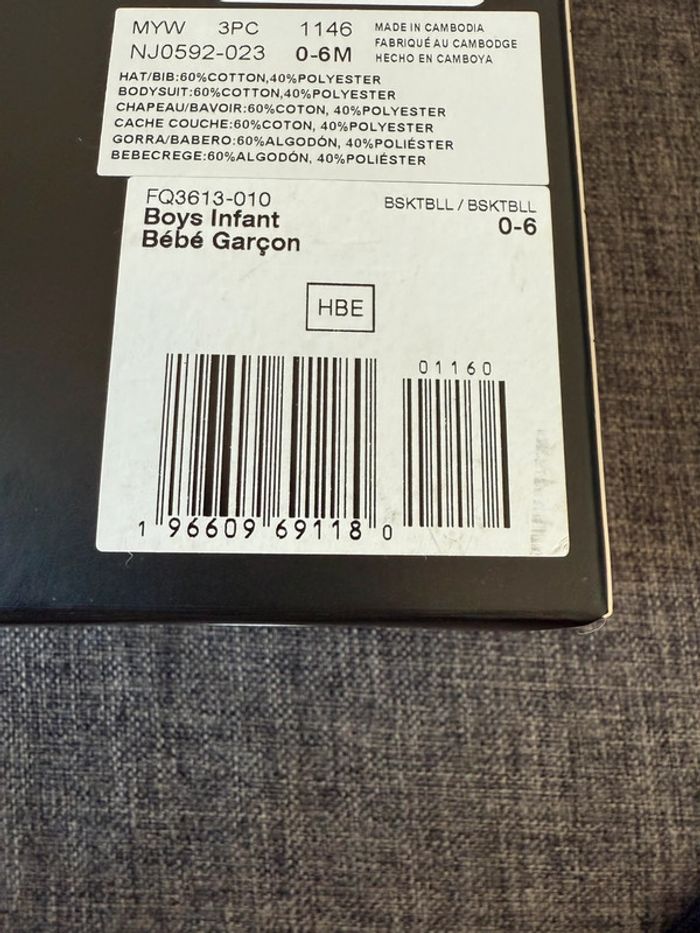 MYW 3PC 1146 MADE IN CAMBODIA
NJ0592-023 0-6M FABRIQUÉ AU CAMBODGE
HECHO EN CAMBOYA
HAT/BIB:60%COTTON,40%POLYESTER
BODYSUIT:60%COTTON,40%POLYESTER
CHAPEAU/BAVOIR:60%COTON, 40%POLYESTER
CACHE COUCHE:60%COTON, 40%POLYESTER
GORRA/BABERO:60%ALGODÓN, 40%POLIÉSTER
BEBECREGE:60%ALGODÓN, 40%POLIÉSTER
FQ3613-010 BSKTBLL / BSKTBLL
Boys Infant 0-6
Bébé Garçon
HBE
01160
1 96609 69118 0